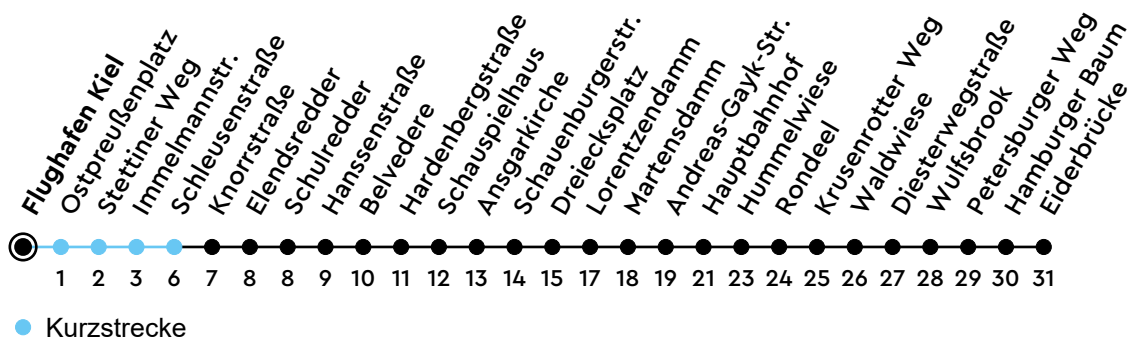 Flughafen Kiel
Ostpreußenplatz
Stettiner Weg
Immelmannstr.
Schleusenstraße
Knorrstraße
Elendsredder
Schulredder
Hanssenstraße
Belvedere
Hardenbergstraße
Schauspielhaus
Ansgarkirche
Schauenburgerstr.
Dreiecksplatz
Lorentzendamm
Martensdamm
Andreas-Gayk-Str.
Hauptbahnhof
Hummelwiese
Rondeel
Krusenrotter Weg
Waldwiese
Diesterwegstraße
Wulfsbrook
Petersburger Weg
Hamburger Baum
Eiderbrücke
1 2 3 6 7 8 8 9 10 11 12 13 14 15 17 18 19 21 23 24 25 26 27 28 29 30 31
Kurzstrecke